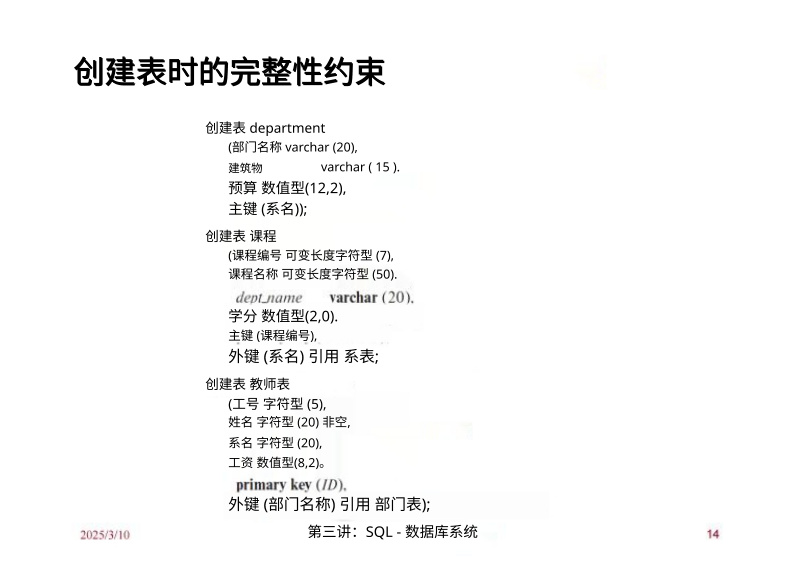 创建表时的完整性约束
创建表 department
(部门名称 varchar (20),
建筑物 varchar ( 15 ).
预算 数值型(12,2),
主键 (系名));
创建表 课程
(课程编号 可变长度字符型 (7),
课程名称 可变长度字符型 (50).
dept_name varchar (20),
学分 数值型(2,0).
主键 (课程编号),
外键 (系名) 引用 系表;
创建表 教师表
(工号 字符型 (5),
姓名 字符型 (20) 非空,
系名 字符型 (20),
工资 数值型(8,2)。
primary key (ID),
外键 (部门名称) 引用 部门表);
2025/3/10
第三讲：SQL - 数据库系统
14